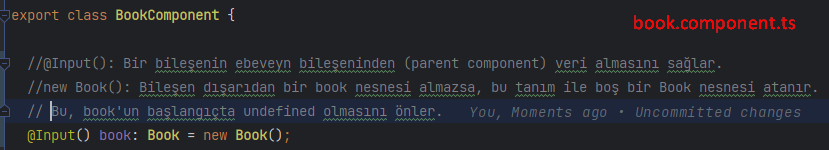 export class BookComponent {
book.component.ts
//@Input(): Bir bileşenin ebeveyn bileşeninden (parent component) veri almasını sağlar.
//new Book(): Bileşen dışarıdan bir book nesnesi almazsa, bu tanım ile boş bir Book nesnesi atanır.
// Bu, book'un başlangıçta undefined olmasını önler. You, Moments ago • Uncommitted changes
@Input() book: Book = new Book();